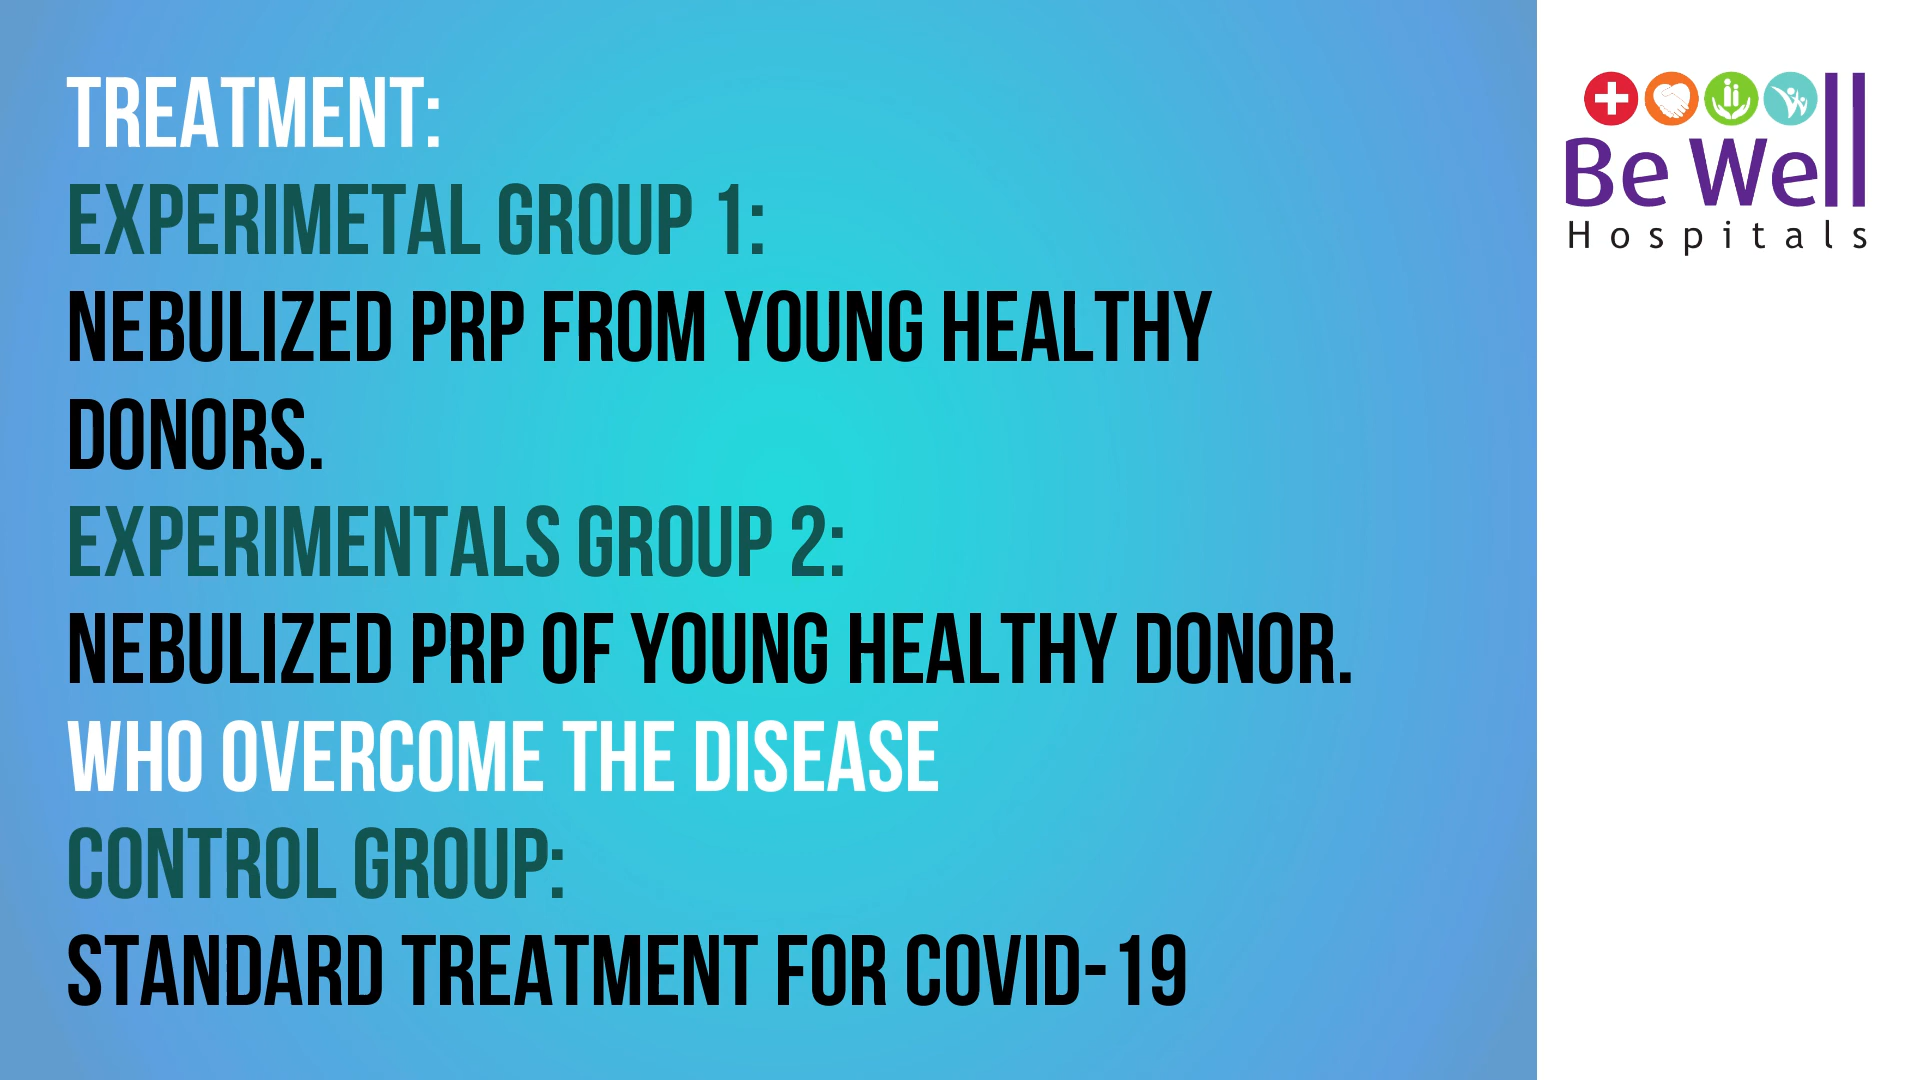 TREATMENT:
EXPERIMETAL GROUP 1:
NEBULIZED PRP FROM YOUNG HEALTHY
DONORS.
EXPERIMENTALS GROUP 2:
NEBULIZED PRP OF YOUNG HEALTHY DONOR.
WHO OVERCOME THE DISEASE
CONTROL GROUP:
STANDARD TREATMENT FOR COVID-19
Be Well
Hospitals